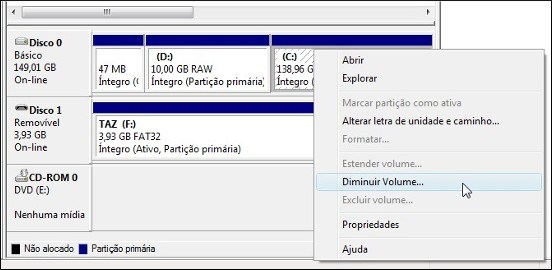 Disco 0
Básico
149,01 GB
On-line
47 MB
Íntegro (
(D:)
10,00 GB RAW
Íntegro (Partição primária)
(C:)
138,96 G
Íntegro (
Disco 1
Removível
3,93 GB
On-line
TAZ (F:)
3,93 GB FAT32
Íntegro (Ativo, Partição primária)
CD-ROM 0
DVD (E:)
Nenhuma mídia
Não alocado
Partição primária
Abrir
Explorar
Marcar partição como ativa
Alterar letra de unidade e caminho...
Formatar...
Estender volume...
Diminuir Volume...
Excluir volume...
Propriedades
Ajuda